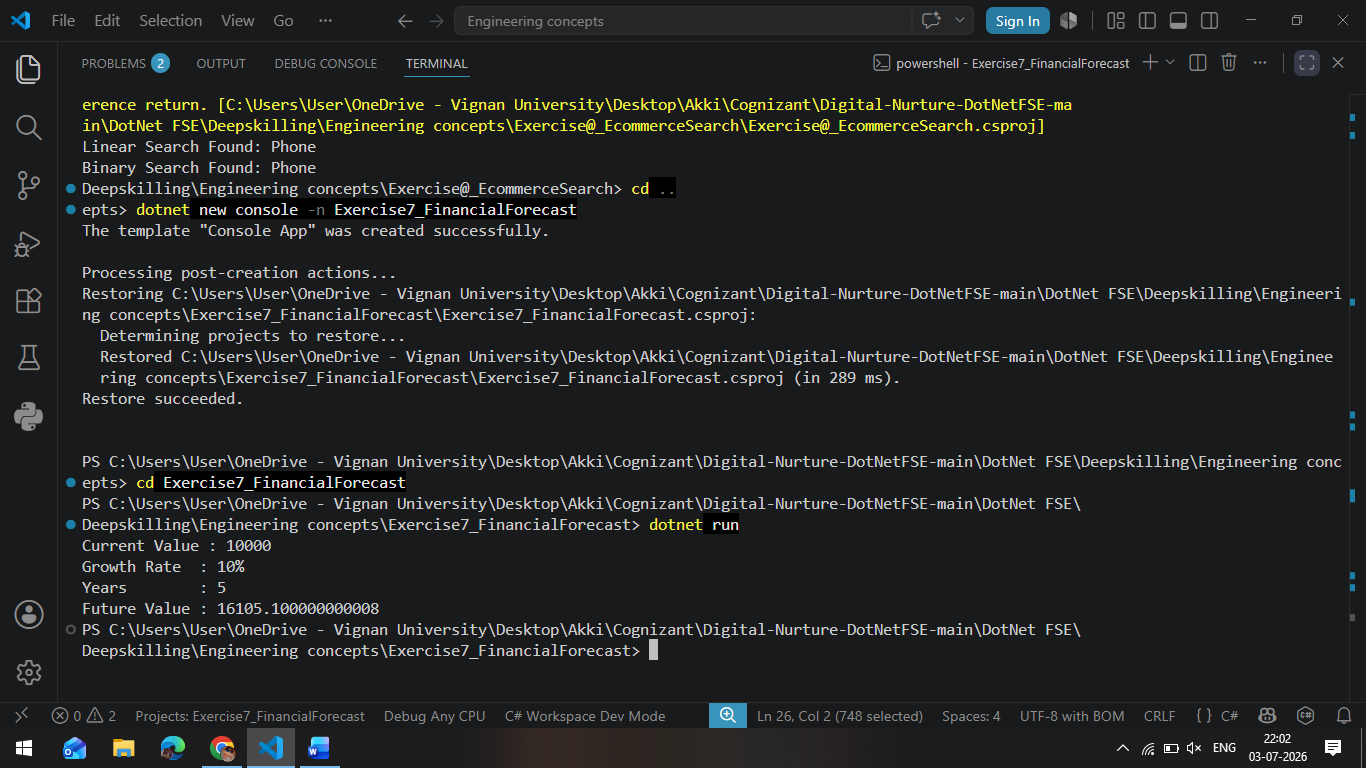 File Edit Selection View Go ··· Engineering concepts Sign In
PROBLEMS 2 OUTPUT DEBUG CONSOLE TERMINAL powershell - Exercise7_FinancialForecast
erence return. [C:\Users\User\OneDrive - Vignan University\Desktop\Akki\Cognizant\Digital-Nurture-DotNetFSE-ma
in\DotNet FSE\Deepskilling\Engineering concepts\Exercise@_EcommerceSearch\Exercise@_EcommerceSearch.csproj]
Linear Search Found: Phone
Binary Search Found: Phone
Deepskilling\Engineering concepts\Exercise@_EcommerceSearch> cd ..
epts> dotnet new console -n Exercise7_FinancialForecast
The template "Console App" was created successfully.
Processing post-creation actions...
Restoring C:\Users\User\OneDrive - Vignan University\Desktop\Akki\Cognizant\Digital-Nurture-DotNetFSE-main\DotNet FSE\Deepskilling\Engineeri
ng concepts\Exercise7_FinancialForecast\Exercise7_FinancialForecast.csproj:
Determining projects to restore...
Restored C:\Users\User\OneDrive - Vignan University\Desktop\Akki\Cognizant\Digital-Nurture-DotNetFSE-main\DotNet FSE\Deepskilling\Enginee
ring concepts\Exercise7_FinancialForecast\Exercise7_FinancialForecast.csproj (in 289 ms).
Restore succeeded.
PS C:\Users\User\OneDrive - Vignan University\Desktop\Akki\Cognizant\Digital-Nurture-DotNetFSE-main\DotNet FSE\Deepskilling\Engineering conc
epts> cd Exercise7_FinancialForecast
PS C:\Users\User\OneDrive - Vignan University\Desktop\Akki\Cognizant\Digital-Nurture-DotNetFSE-main\DotNet FSE\
Deepskilling\Engineering concepts\Exercise7_FinancialForecast> dotnet run
Current Value : 10000
Growth Rate  : 10%
Years        : 5
Future Value : 16105.100000000008
PS C:\Users\User\OneDrive - Vignan University\Desktop\Akki\Cognizant\Digital-Nurture-DotNetFSE-main\DotNet FSE\
Deepskilling\Engineering concepts\Exercise7_FinancialForecast>
0 2 Projects: Exercise7_FinancialForecast Debug Any CPU C# Workspace Dev Mode Ln 26, Col 2 (748 selected) Spaces: 4 UTF-8 with BOM CRLF { } C#
ENG 22:02
03-07-2026